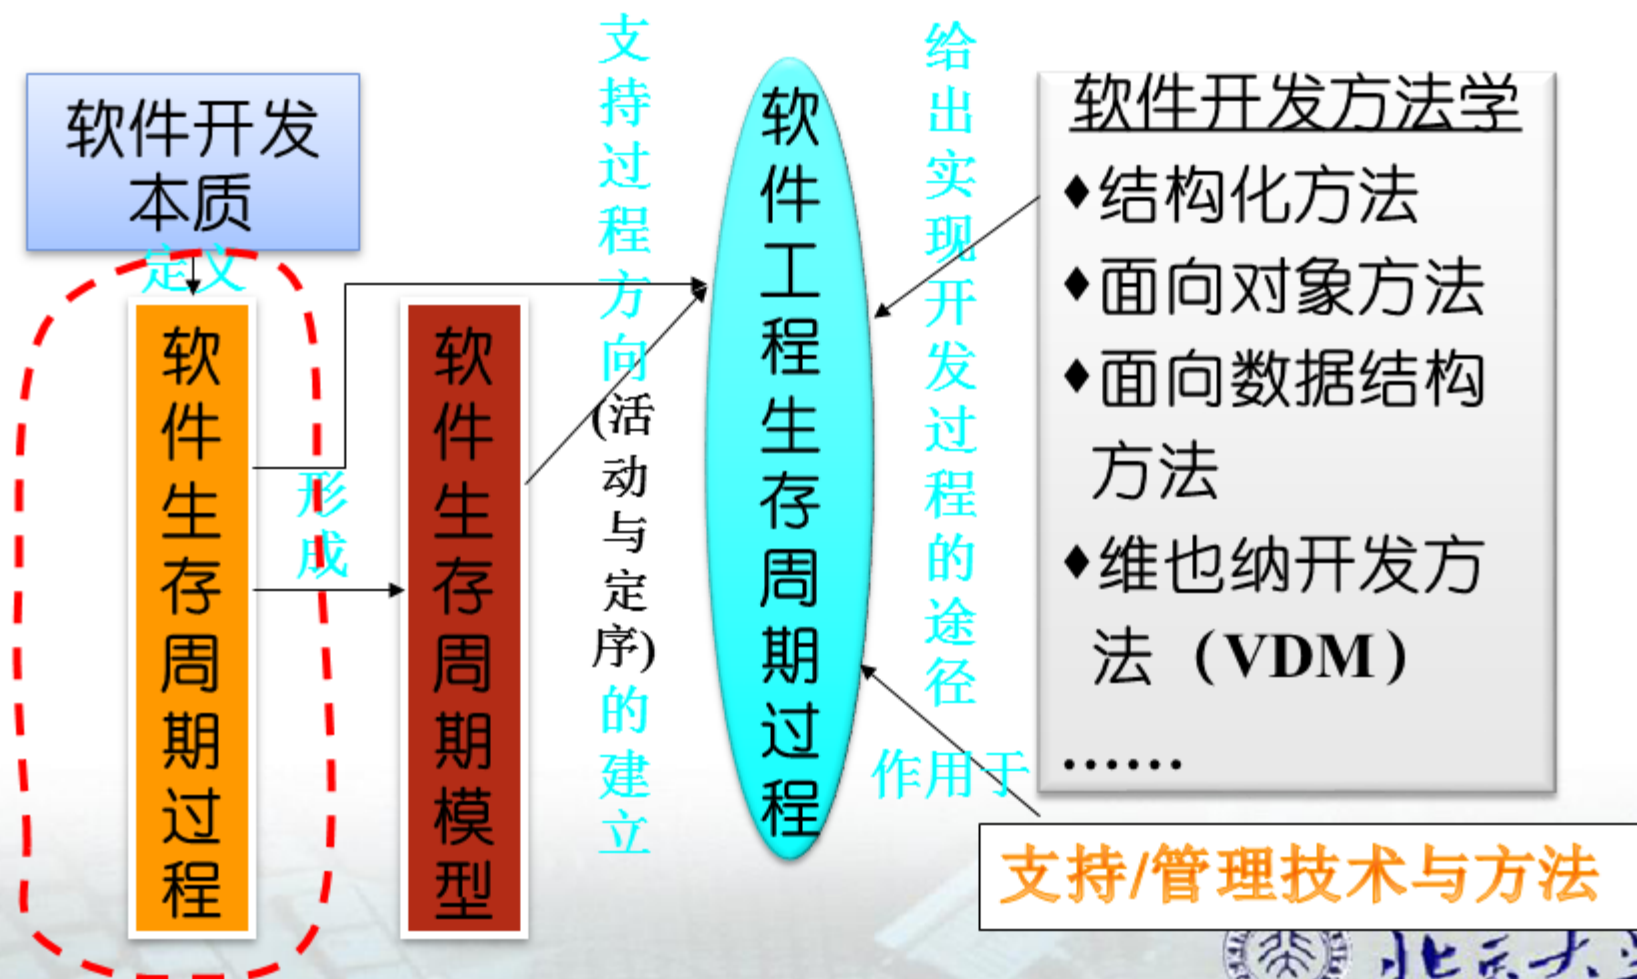 软件开发
本质
定义
软件生存周期过程
形成
软件生存周期模型
支持过程方向(活动与定序)的建立
软件工程生存周期过程
给出实现开发过程的途径
作用于
软件开发方法学
♦结构化方法
♦面向对象方法
♦面向数据结构
方法
♦维也纳开发方
法（VDM）
......
支持/管理技术与方法
北京大